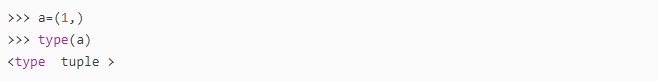 >>> a=(1,)
>>> type(a)
<type  tuple >